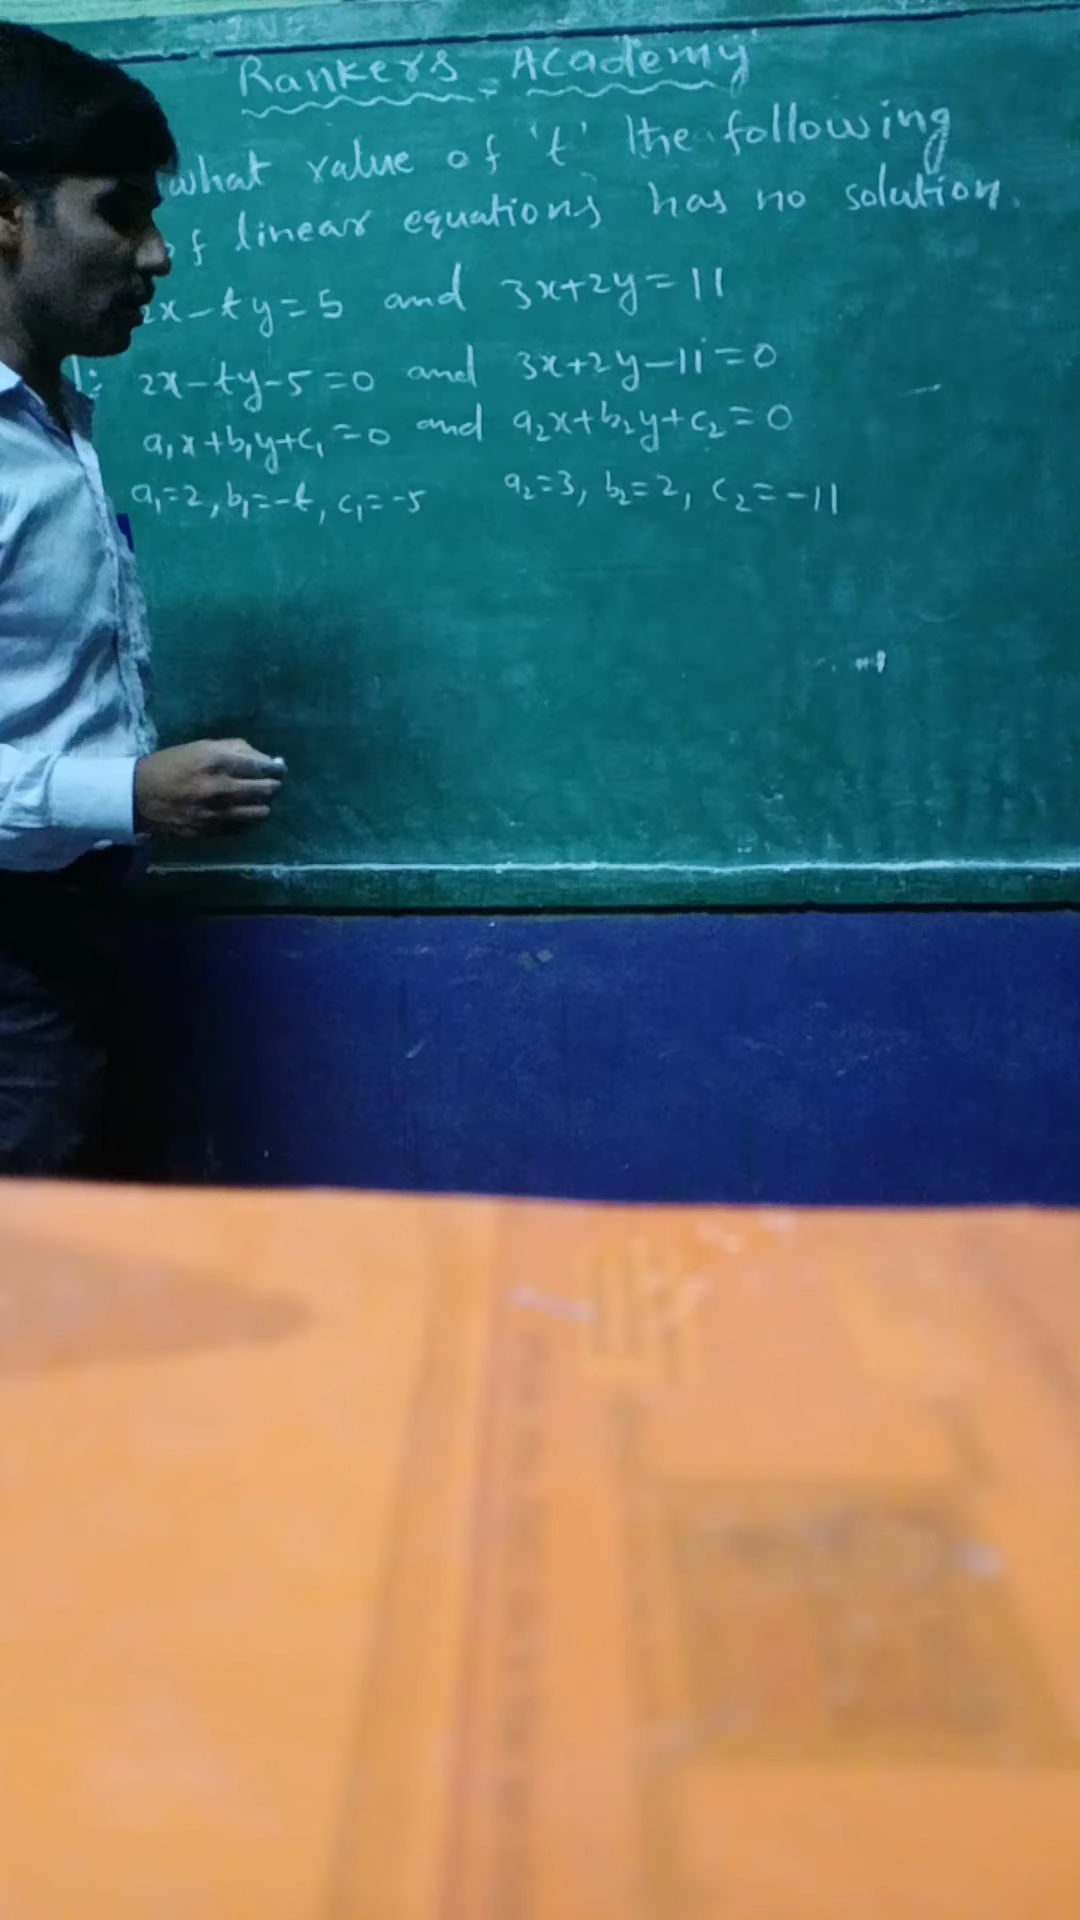 Rankers Academy
what value of 't' the following
of linear equations has no solution.
2x-ty=5 and 3x+2y=11
2x-ty-5=0 and 3x+2y-11=0
a₁x+b₁y+c₁=0 and a₂x+b₂y+c₂=0
a₁=2, b₁=-t, c₁=-5 a₂=3, b₂=2, c₂=-11